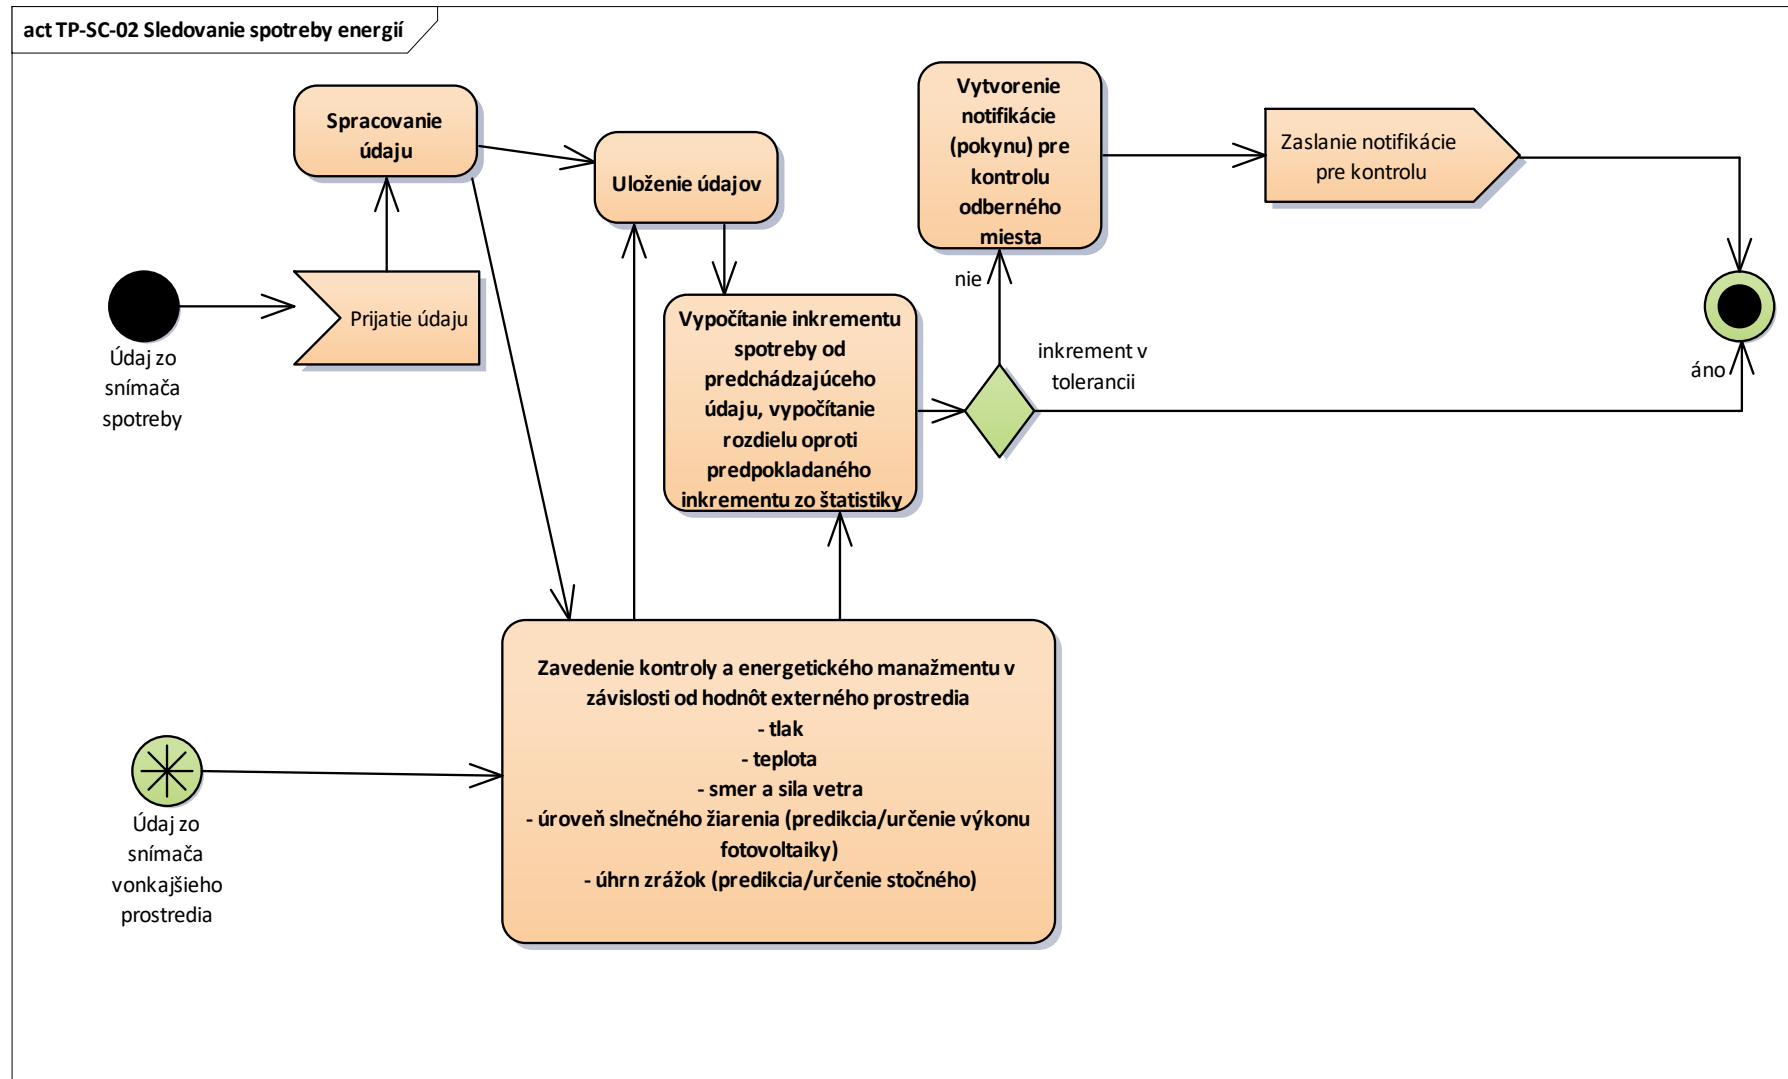 act TP-SC-02 Sledovanie spotreby energií
Spracovanie
údaju
Uloženie údajov
Vytvorenie
notifikácie
(pokynu) pre
kontrolu
odberného
miesta
Zaslanie notifikácie
pre kontrolu
nie
Prijatie údaju
Údaj zo
snímača
spotreby
Vypočítanie inkrementu
spotreby od
predchádzajúceho
údaju, vypočítanie
rozdielu oproti
predpokladaného
inkrementu zo štatistiky
inkrement v
tolerancii
áno
Zavedenie kontroly a energetického manažmentu v
závislosti od hodnôt externého prostredia
- tlak
- teplota
- smer a sila vetra
- úroveň slnečného žiarenia (predikcia/určenie výkonu
fotovoltaiky)
- úhrn zrážok (predikcia/určenie stočného)
Údaj zo
snímača
vonkajšieho
prostredia